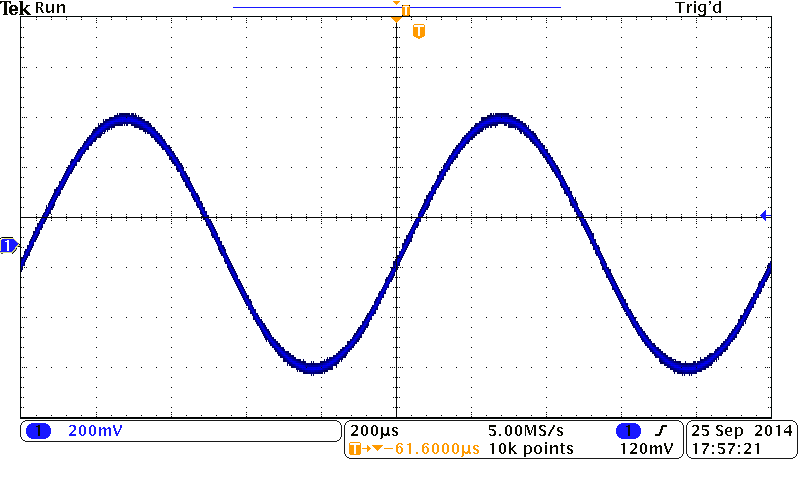 Tek Run Trig'd
T
T
1
1 200mV 200µs 5.00MS/s 1 120mV 25 Sep 2014
T→▼−61.6000µs 10k points 17:57:21